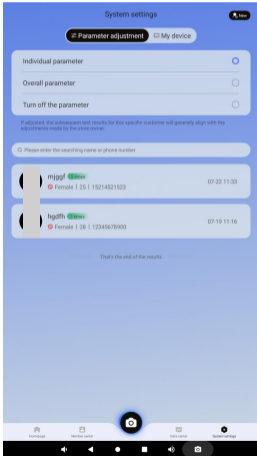 System settings
New
Parameter adjustment
My device
Individual parameter
Overall parameter
Turn off the parameter
If adjusted, the subsequent test results for this specific customer will generally align with the
adjustments made by the store owner.
Please enter the searching name or phone number
mjggf
Female | 25 | 15214521523
07-22 11:33
hgdfh
Female | 28 | 12345678900
07-19 11:16
That's the end of the results
Homepage
Member center
System settings